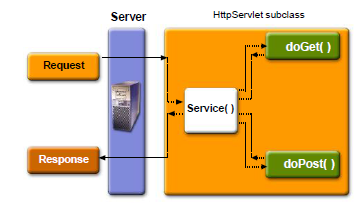 Server
HttpServlet subclass
Request
doGet( )
Service( )
Response
doPost( )